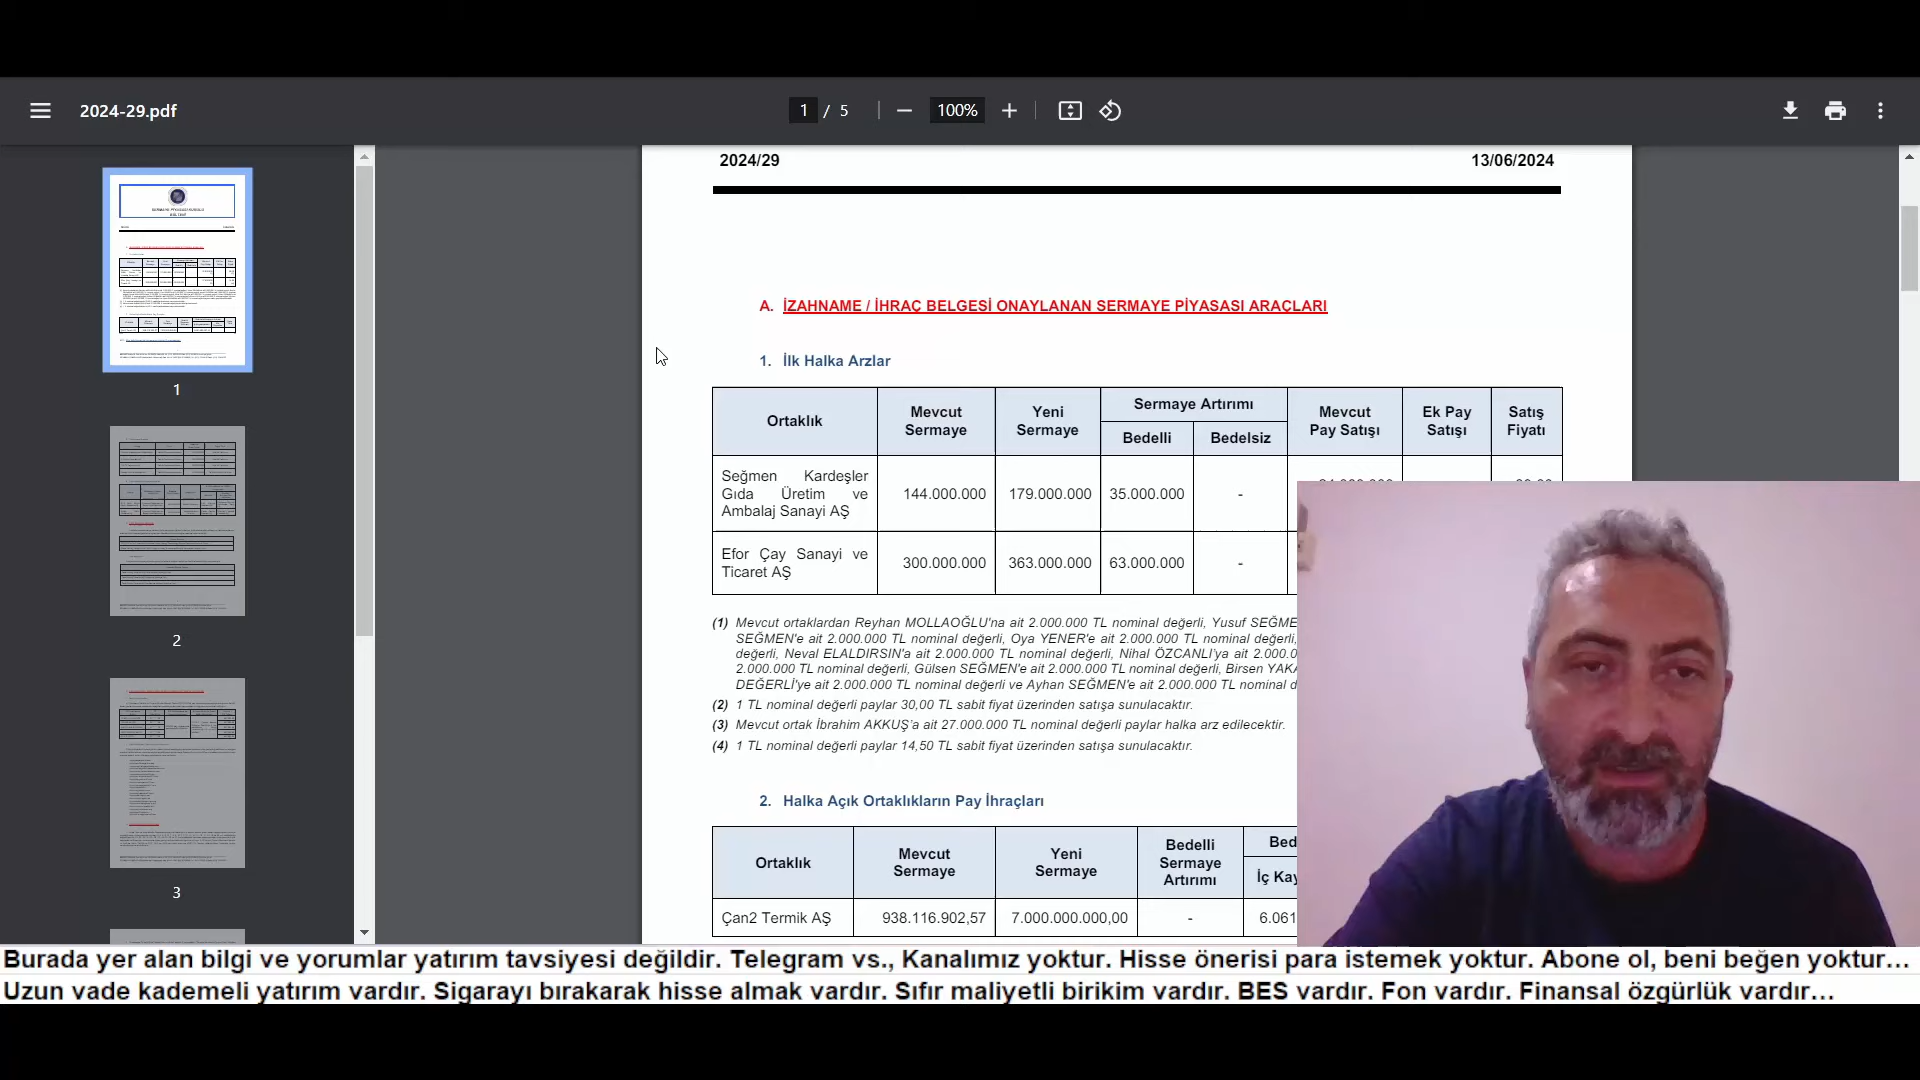 2024-29.pdf
1 / 5
100%
2024/29 13/06/2024
A. İZAHNAME / İHRAÇ BELGESİ ONAYLANAN SERMAYE PİYASASI ARAÇLARI
1. İlk Halka Arzlar
Ortaklık
Mevcut Sermaye
Yeni Sermaye
Sermaye Artırımı
Bedelli
Bedelsiz
Mevcut Pay Satışı
Ek Pay Satışı
Satış Fiyatı
Seğmen Kardeşler
Gıda Üretim ve
Ambalaj Sanayi AŞ
144.000.000 179.000.000 35.000.000 -
Efor Çay Sanayi ve
Ticaret AŞ
300.000.000 363.000.000 63.000.000 -
(1) Mevcut ortaklardan Reyhan MOLLAOĞLU'na ait 2.000.000 TL nominal değerli, Yusuf SEĞME
SEĞMEN'e ait 2.000.000 TL nominal değerli, Oya YENER'e ait 2.000.000 TL nominal değerli,
değerli, Neval ELALDIRSIN'a ait 2.000.000 TL nominal değerli, Nihal ÖZCANLI'ya ait 2.000.0
2.000.000 TL nominal değerli, Gülsen SEĞMEN'e ait 2.000.000 TL nominal değerli, Birsen YAKA
DEĞERLİ'ye ait 2.000.000 TL nominal değerli ve Ayhan SEĞMEN'e ait 2.000.000 TL nominal d
(2) 1 TL nominal değerli paylar 30,00 TL sabit fiyat üzerinden satışa sunulacaktır.
(3) Mevcut ortak İbrahim AKKUŞ'a ait 27.000.000 TL nominal değerli paylar halka arz edilecektir.
(4) 1 TL nominal değerli paylar 14,50 TL sabit fiyat üzerinden satışa sunulacaktır.
2. Halka Açık Ortaklıkların Pay İhraçları
Ortaklık
Mevcut Sermaye
Yeni Sermaye
Bedelli Sermaye Artırımı
Bed
İç Kay
Çan2 Termik AŞ 938.116.902,57 7.000.000.000,00 - 6.061
1
2
3
Burada yer alan bilgi ve yorumlar yatırım tavsiyesi değildir. Telegram vs., Kanalımız yoktur. Hisse önerisi para istemek yoktur. Abone ol, beni beğen yoktur...
Uzun vade kademeli yatırım vardır. Sigarayı bırakarak hisse almak vardır. Sıfır maliyetli birikim vardır. BES vardır. Fon vardır. Finansal özgürlük vardır...